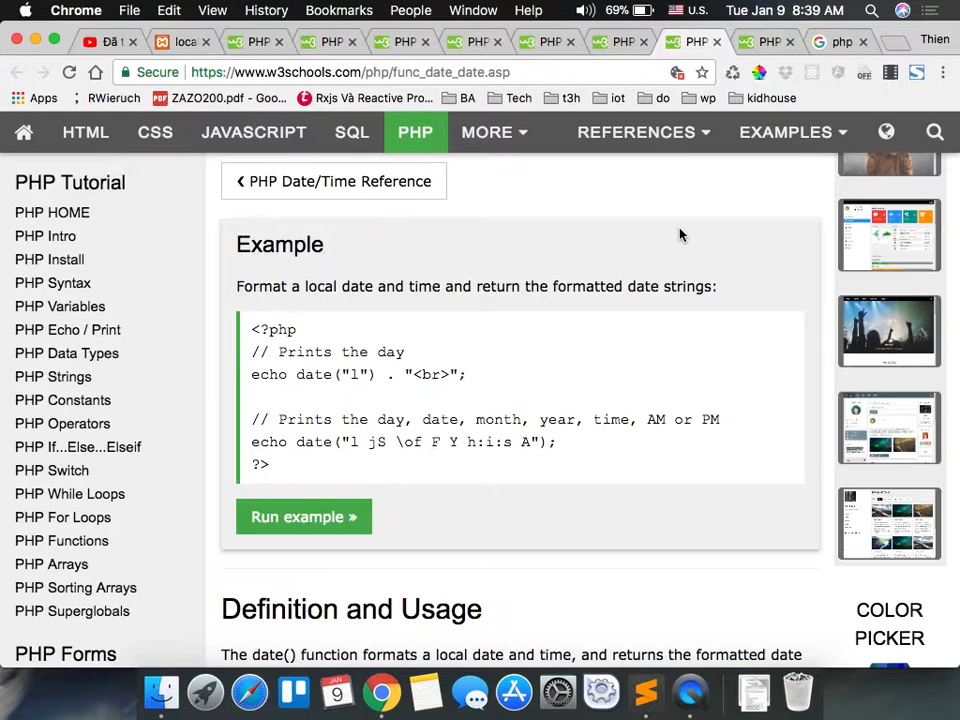 Chrome File Edit View History Bookmarks People Window Help 69% U.S. Tue Jan 9 8:39 AM
Đã t loca PHP PHP PHP PHP PHP PHP PHP PHP php Thien
Secure https://www.w3schools.com/php/func_date_date.asp OFF S
Apps RWieruch PDF ZAZO200.pdf - Goo... Rxjs Và Reactive Pro... BA Tech t3h iot do wp kidhouse
HTML CSS JAVASCRIPT SQL PHP MORE REFERENCES EXAMPLES
PHP Tutorial
PHP HOME
PHP Intro
PHP Install
PHP Syntax
PHP Variables
PHP Echo / Print
PHP Data Types
PHP Strings
PHP Constants
PHP Operators
PHP If...Else...Elseif
PHP Switch
PHP While Loops
PHP For Loops
PHP Functions
PHP Arrays
PHP Sorting Arrays
PHP Superglobals
PHP Forms
❮ PHP Date/Time Reference
Example
Format a local date and time and return the formatted date strings:
<?php
// Prints the day
echo date("l") . "<br>";
// Prints the day, date, month, year, time, AM or PM
echo date("l jS \of F Y h:i:s A");
?>
Run example »
Definition and Usage
The date() function formats a local date and time, and returns the formatted date
COLOR
PICKER
JAN
9